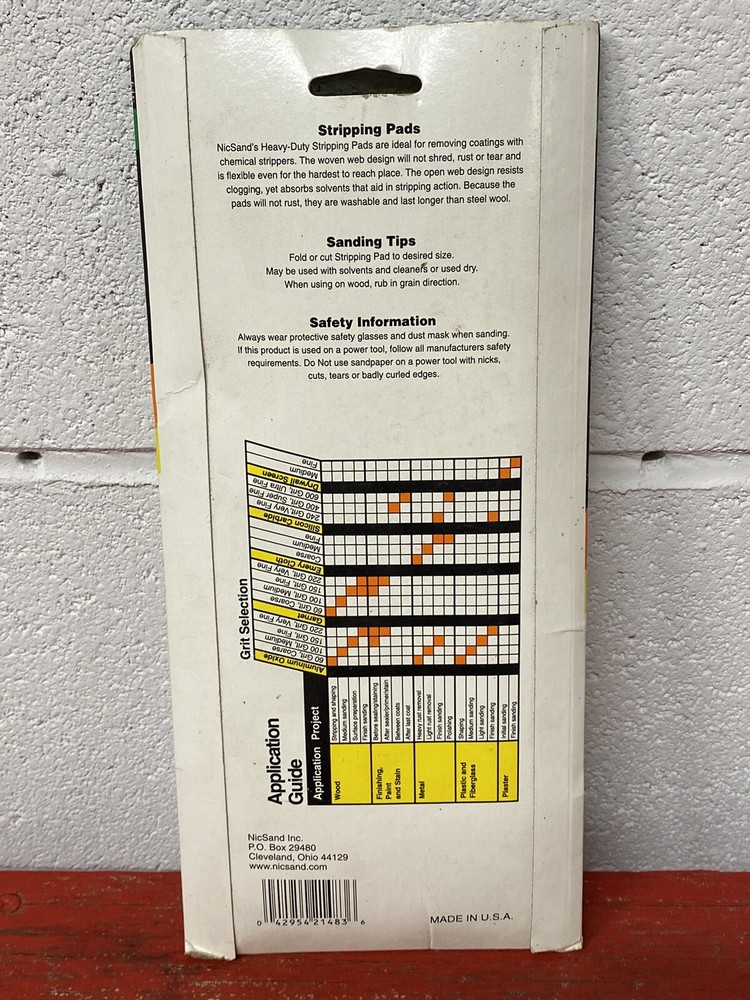 Stripping Pads
NicSand's Heavy-Duty Stripping Pads are ideal for removing coatings with
chemical strippers. The woven web design will not shred, rust or tear and
is flexible even for the hardest to reach place. The open web design resists
clogging, yet absorbs solvents that aid in stripping action. Because the
pads will not rust, they are washable and last longer than steel wool.
Sanding Tips
Fold or cut Stripping Pad to desired size.
May be used with solvents and cleaners or used dry.
When using on wood, rub in grain direction.
Safety Information
Always wear protective safety glasses and dust mask when sanding.
If this product is used on a power tool, follow all manufacturers safety
requirements. Do Not use sandpaper on a power tool with nicks,
cuts, tears or badly curled edges.
Application
Guide
Grit Selection
Aluminum Oxide
60 Grit, Coarse
100 Grit, Medium
150 Grit, Fine
220 Grit, Very Fine
Garnet
60 Grit, Coarse
100 Grit, Medium
150 Grit, Fine
220 Grit, Very Fine
Emery Cloth
Coarse
Medium
Fine
Silicon Carbide
240 Grit, Very Fine
400 Grit, Super Fine
600 Grit, Ultra Fine
Drywall Screen
Medium
Fine
Application Project
Wood
Stripping and shaping
Medium sanding
Surface preparation
Finish sanding
Finishing,
Paint
and Stain
Before sealing/staining
After sealer/primer/stain
Between coats
After last coat
Metal
Heavy rust removal
Light rust removal
Finish sanding
Polishing
Plastic and
Fiberglass
Shaping
Medium sanding
Light sanding
Finish sanding
Plaster
Initial sanding
Finish sanding
NicSand Inc.
P.O. Box 29480
Cleveland, Ohio 44129
www.nicsand.com
0 42954 21483 6
MADE IN U.S.A.